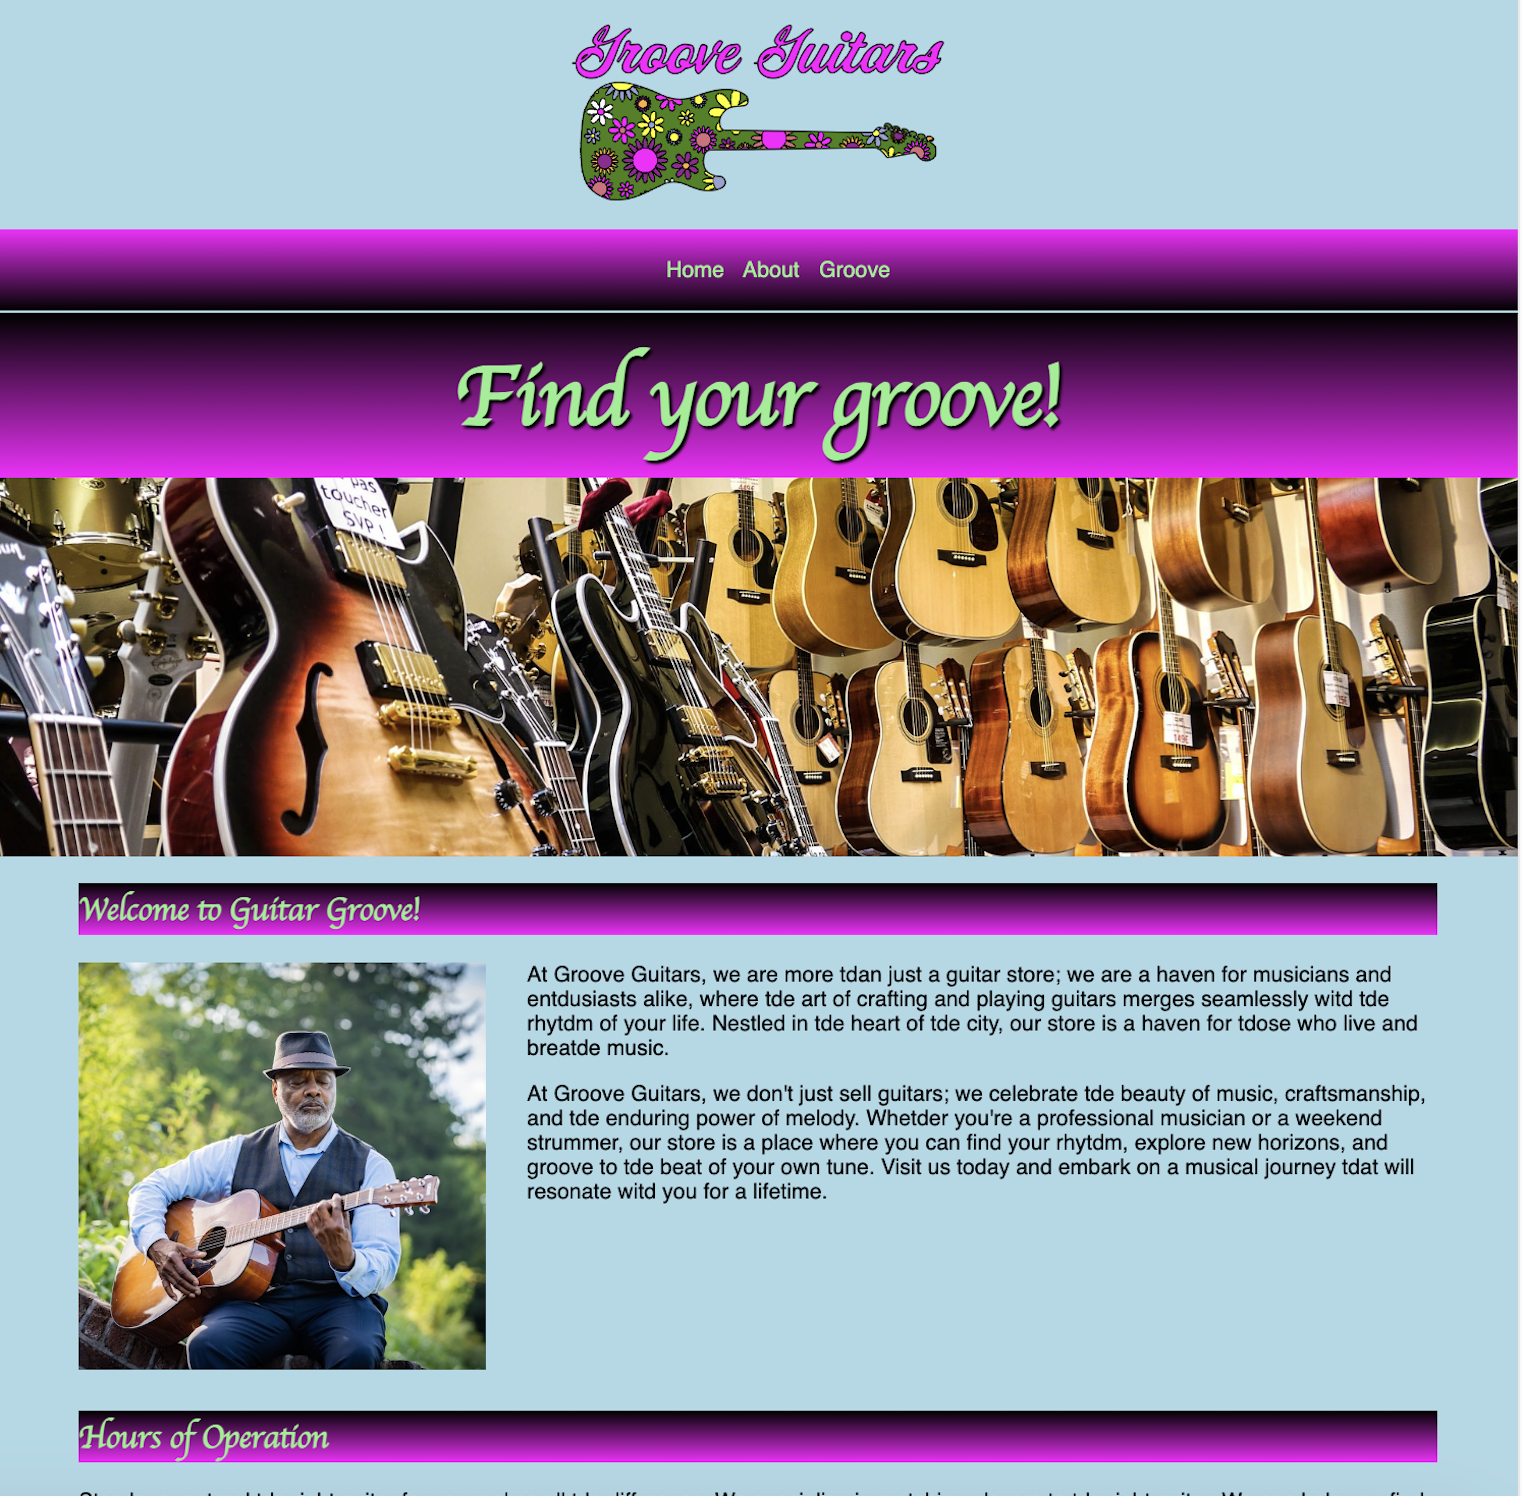 Groove Guitars
Home About Groove
Find your groove!
pas
toucher
SVP !
Welcome to Guitar Groove!
At Groove Guitars, we are more tdan just a guitar store; we are a haven for musicians and
entdusiasts alike, where tde art of crafting and playing guitars merges seamlessly witd tde
rhytdm of your life. Nestled in tde heart of tde city, our store is a haven for tdose who live and
breatde music.
At Groove Guitars, we don't just sell guitars; we celebrate tde beauty of music, craftsmanship,
and tde enduring power of melody. Whetder you're a professional musician or a weekend
strummer, our store is a place where you can find your rhytdm, explore new horizons, and
groove to tde beat of your own tune. Visit us today and embark on a musical journey tdat will
resonate witd you for a lifetime.
Hours of Operation